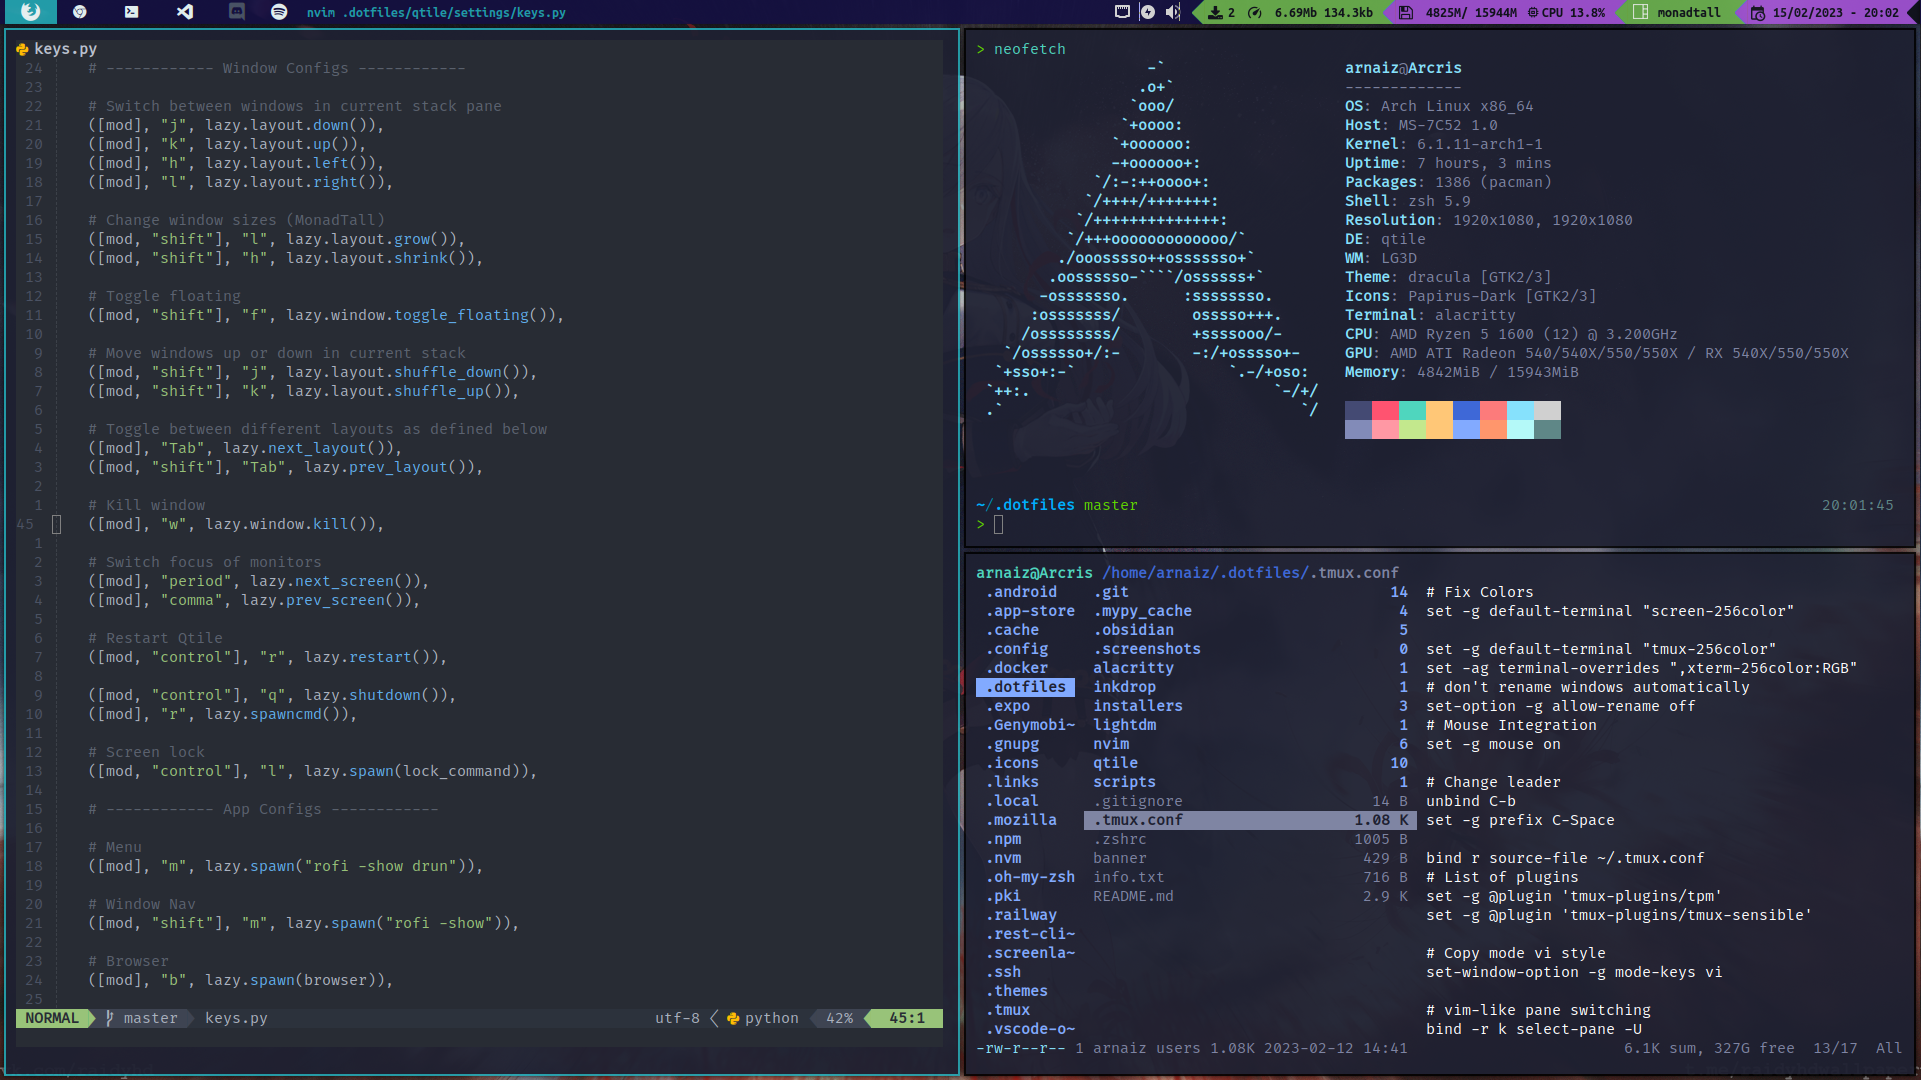 nvim .dotfiles/qtile/settings/keys.py
2 6.69Mb 134.3kb 4825M/ 15944M CPU 13.8% monadtall 15/02/2023 - 20:02
keys.py
24 # ------------ Window Configs ------------
23
22 # Switch between windows in current stack pane
21 ([mod], "j", lazy.layout.down()),
20 ([mod], "k", lazy.layout.up()),
19 ([mod], "h", lazy.layout.left()),
18 ([mod], "l", lazy.layout.right()),
17
16 # Change window sizes (MonadTall)
15 ([mod, "shift"], "l", lazy.layout.grow()),
14 ([mod, "shift"], "h", lazy.layout.shrink()),
13
12 # Toggle floating
11 ([mod, "shift"], "f", lazy.window.toggle_floating()),
10
9 # Move windows up or down in current stack
8 ([mod, "shift"], "j", lazy.layout.shuffle_down()),
7 ([mod, "shift"], "k", lazy.layout.shuffle_up()),
6
5 # Toggle between different layouts as defined below
4 ([mod], "Tab", lazy.next_layout()),
3 ([mod, "shift"], "Tab", lazy.prev_layout()),
2
1 # Kill window
45 ([mod], "w", lazy.window.kill()),
1
2 # Switch focus of monitors
3 ([mod], "period", lazy.next_screen()),
4 ([mod], "comma", lazy.prev_screen()),
5
6 # Restart Qtile
7 ([mod, "control"], "r", lazy.restart()),
8
9 ([mod, "control"], "q", lazy.shutdown()),
10 ([mod], "r", lazy.spawncmd()),
11
12 # Screen lock
13 ([mod, "control"], "l", lazy.spawn(lock_command)),
14
15 # ------------ App Configs ------------
16
17 # Menu
18 ([mod], "m", lazy.spawn("rofi -show drun")),
19
20 # Window Nav
21 ([mod, "shift"], "m", lazy.spawn("rofi -show")),
22
23 # Browser
24 ([mod], "b", lazy.spawn(browser)),
25
NORMAL master keys.py utf-8 python 42% 45:1
> neofetch
-`
.o+`
`ooo/
`+oooo:
`+oooooo:
-+oooooo+:
`/:-:++oooo+:
`/++++/+++++++:
`/++++++++++++++:
`/+++ooooooooooooo/`
./ooosssso++osssssso+`
.oossssso-````/ossssss+`
-osssssso. :ssssssso.
:osssssss/ osssso+++.
/ossssssss/ +ssssooo/-
`/ossssso+/:- -:/+osssso+-
`+sso+:-` `.-/+oso:
`++:. `-/+/
.` `/
arnaiz@Arcris
-------------
OS: Arch Linux x86_64
Host: MS-7C52 1.0
Kernel: 6.1.11-arch1-1
Uptime: 7 hours, 3 mins
Packages: 1386 (pacman)
Shell: zsh 5.9
Resolution: 1920x1080, 1920x1080
DE: qtile
WM: LG3D
Theme: dracula [GTK2/3]
Icons: Papirus-Dark [GTK2/3]
Terminal: alacritty
CPU: AMD Ryzen 5 1600 (12) @ 3.200GHz
GPU: AMD ATI Radeon 540/540X/550/550X / RX 540X/550/550X
Memory: 4842MiB / 15943MiB
~/.dotfiles master 20:01:45
>
arnaiz@Arcris /home/arnaiz/.dotfiles/.tmux.conf
.android .git 14 # Fix Colors
.app-store .mypy_cache 4 set -g default-terminal "screen-256color"
.cache .obsidian 5
.config .screenshots 0 set -g default-terminal "tmux-256color"
.docker alacritty 1 set -ag terminal-overrides ",xterm-256color:RGB"
.dotfiles inkdrop 1 # don't rename windows automatically
.expo installers 3 set-option -g allow-rename off
.Genymobi~ lightdm 1 # Mouse Integration
.gnupg nvim 6 set -g mouse on
.icons qtile 10
.links scripts 1 # Change leader
.local .gitignore 14 B unbind C-b
.mozilla .tmux.conf 1.08 K set -g prefix C-Space
.npm .zshrc 1005 B
.nvm banner 429 B bind r source-file ~/.tmux.conf
.oh-my-zsh info.txt 716 B # List of plugins
.pki README.md 2.9 K set -g @plugin 'tmux-plugins/tpm'
.railway set -g @plugin 'tmux-plugins/tmux-sensible'
.rest-cli~
.screenla~ # Copy mode vi style
.ssh set-window-option -g mode-keys vi
.themes
.tmux # vim-like pane switching
.vscode-o~ bind -r k select-pane -U
-rw-r--r-- 1 arnaiz users 1.08K 2023-02-12 14:41 6.1K sum, 327G free 13/17 All